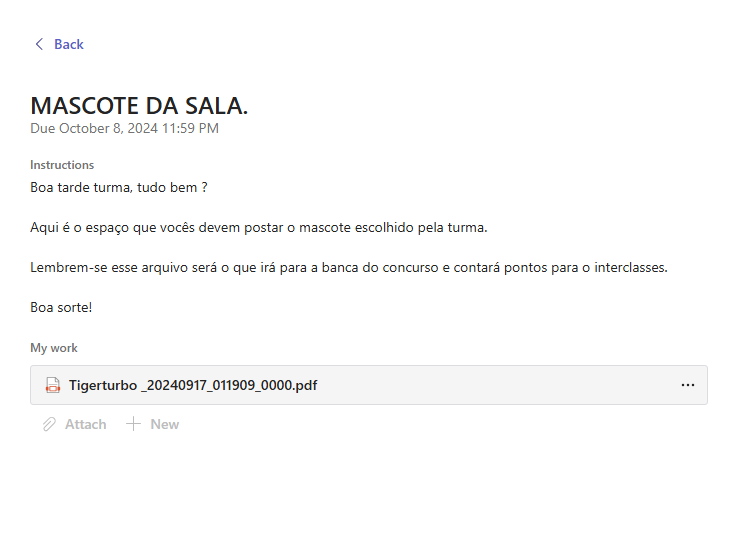 Back
MASCOTE DA SALA.
Due October 8, 2024 11:59 PM
Instructions
Boa tarde turma, tudo bem ?
Aqui é o espaço que vocês devem postar o mascote escolhido pela turma.
Lembrem-se esse arquivo será o que irá para a banca do concurso e contará pontos para o interclasses.
Boa sorte!
My work
Tigerturbo _20240917_011909_0000.pdf
Attach New